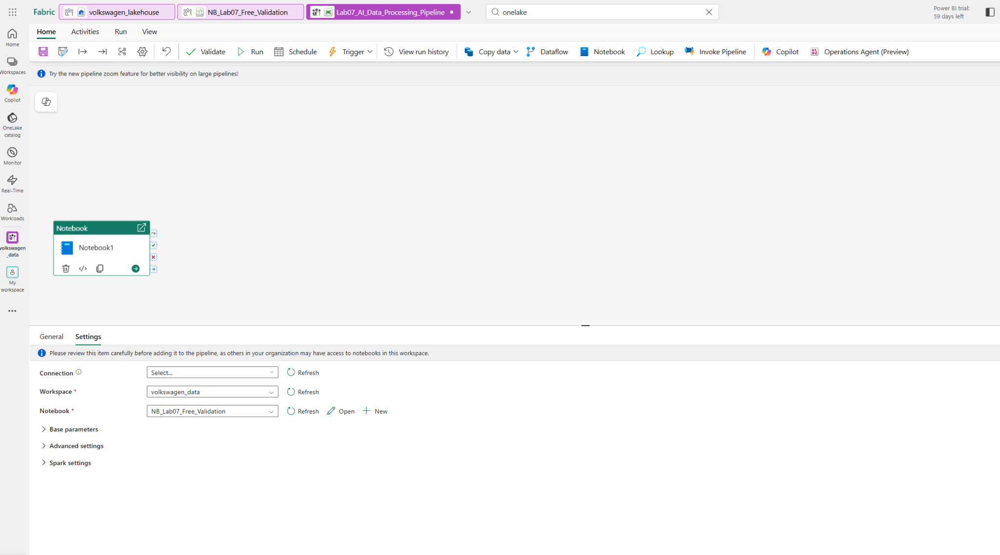 Fabric
volkswagen_lakehouse
NB_Lab07_Free_Validation
Lab07_AI_Data_Processing_Pipeline
onelake
Power BI trial:
59 days left
Home
Activities
Run
View
Validate
Run
Schedule
Trigger
View run history
Copy data
Dataflow
Notebook
Lookup
Invoke Pipeline
Copilot
Operations Agent (Preview)
Try the new pipeline zoom feature for better visibility on large pipelines!
Home
Workspaces
Copilot
OneLake
catalog
Monitor
Real-Time
Workloads
volkswagen
_data
My
workspace
Notebook
Notebook1
General
Settings
Please review this item carefully before adding it to the pipeline, as others in your organization may have access to notebooks in this workspace.
Connection
Select...
Refresh
Workspace *
volkswagen_data
Refresh
Notebook *
NB_Lab07_Free_Validation
Refresh
Open
New
Base parameters
Advanced settings
Spark settings